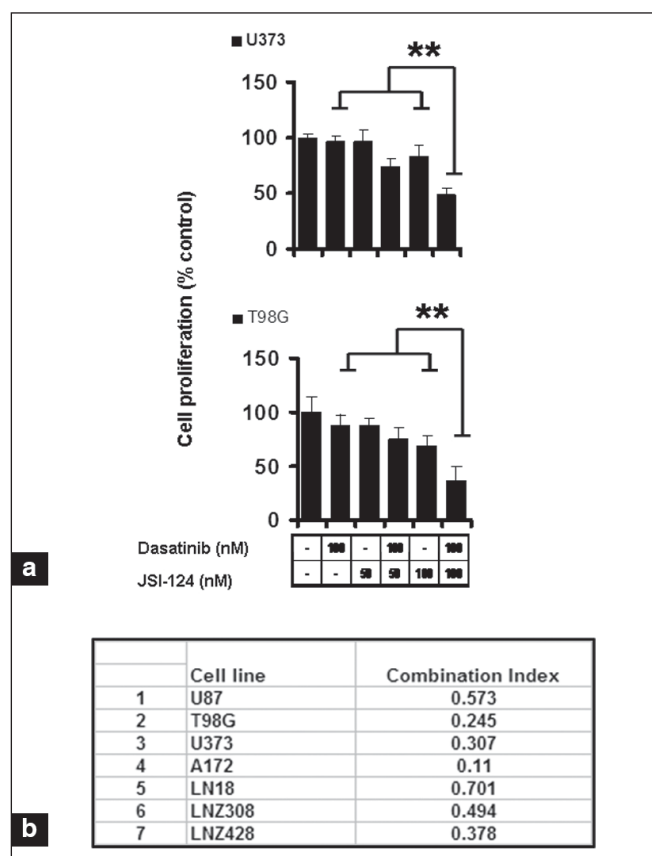 U373
**
150
100
50
0
Cell proliferation (% control)
T98G
**
150
100
50
0
Dasatinib (nM) - 100 - 100 - 100
JSI-124 (nM) - - 50 50 100 100
a
Cell line Combination Index
1 U87 0.573
2 T98G 0.245
3 U373 0.307
4 A172 0.11
5 LN18 0.701
6 LNZ308 0.494
7 LNZ428 0.378
b